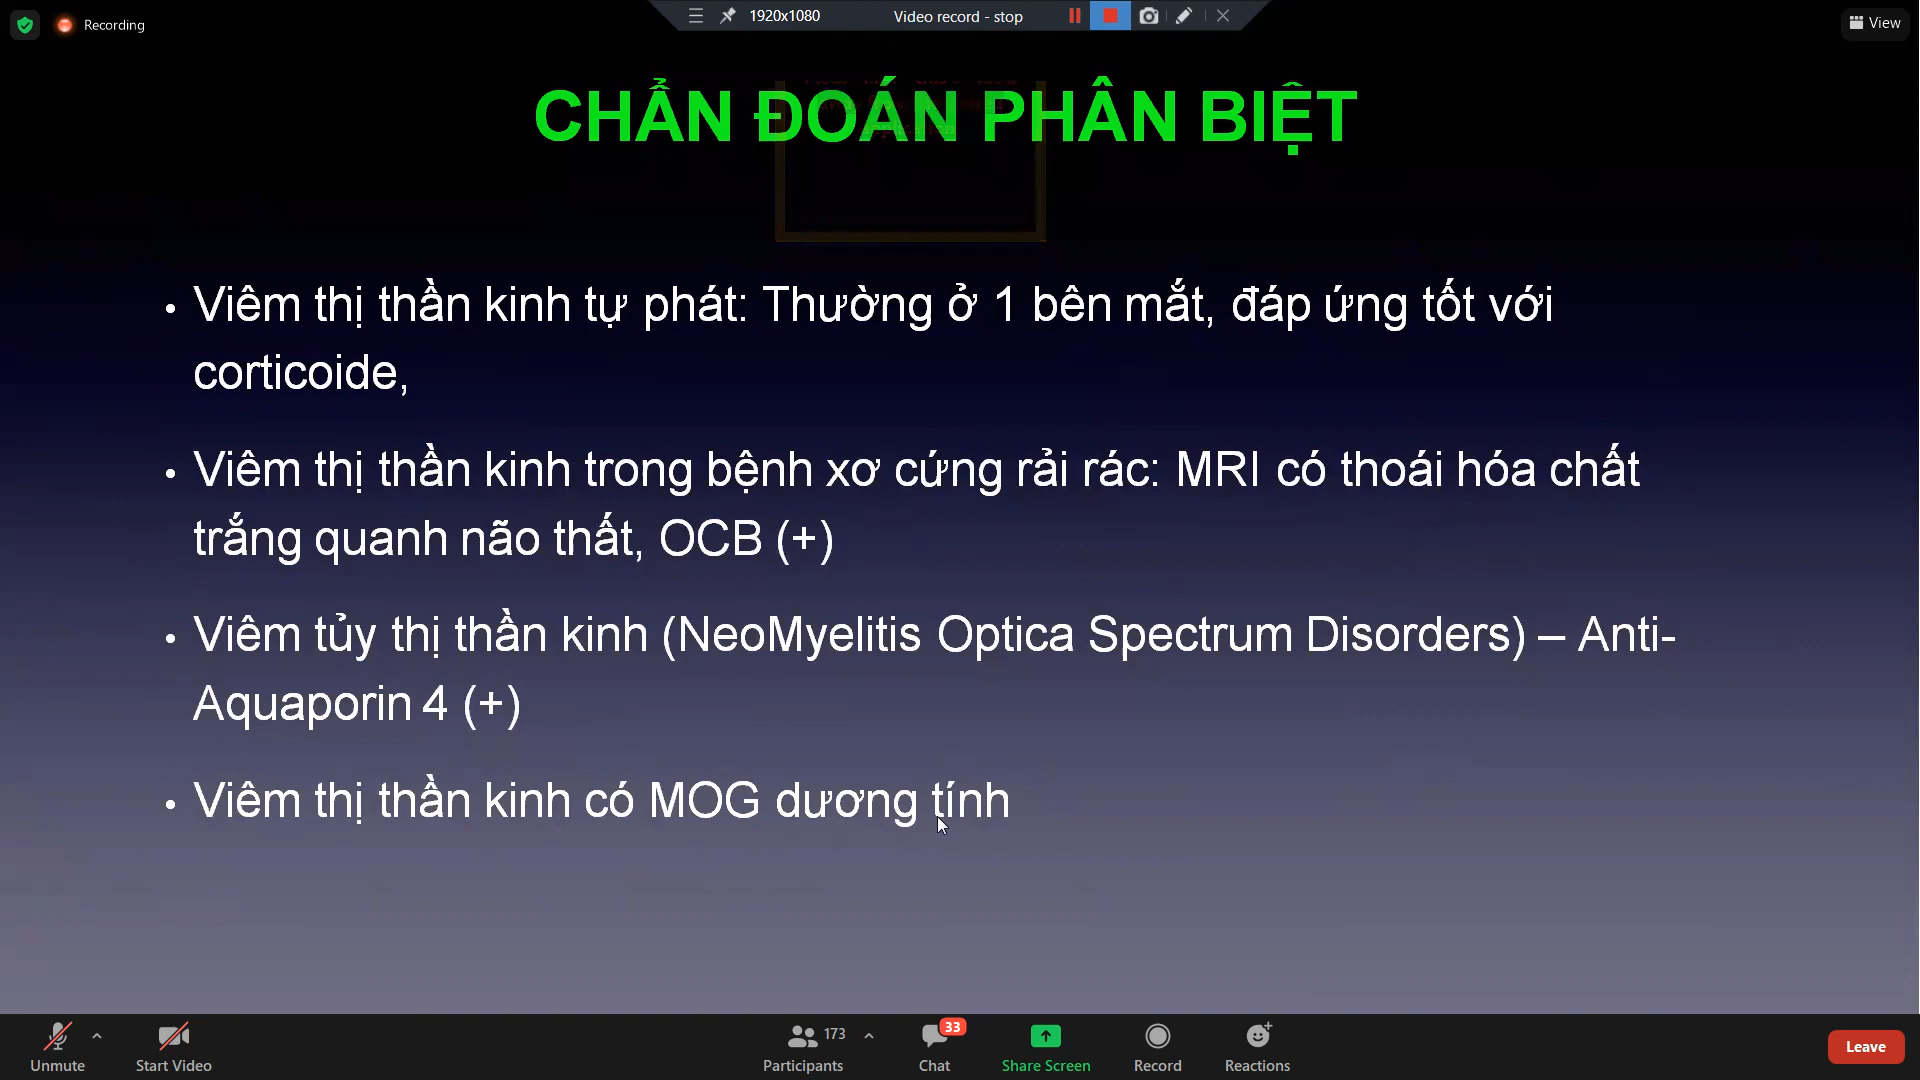 Recording
1920x1080
Video record - stop
View
CHẨN ĐOÁN PHÂN BIỆT
• Viêm thị thần kinh tự phát: Thường ở 1 bên mắt, đáp ứng tốt với
corticoide,
• Viêm thị thần kinh trong bệnh xơ cứng rải rác: MRI có thoái hóa chất
trắng quanh não thất, OCB (+)
• Viêm tủy thị thần kinh (NeoMyelitis Optica Spectrum Disorders) – Anti-
Aquaporin 4 (+)
• Viêm thị thần kinh có MOG dương tính
Unmute
Start Video
173
Participants
33
Chat
Share Screen
Record
Reactions
Leave